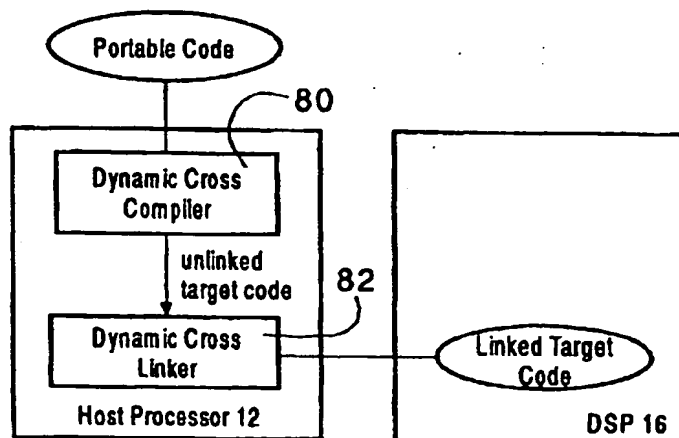 Portable Code
80
Dynamic Cross
Compiler
unlinked
target code
82
Dynamic Cross
Linker
Linked Target
Code
Host Processor 12
DSP 16